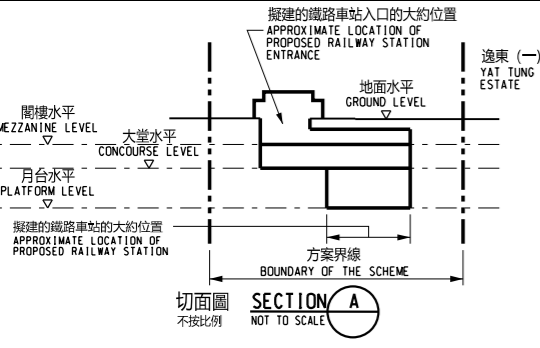 擬建的鐵路車站入口的大約位置
APPROXIMATE LOCATION OF
PROPOSED RAILWAY STATION
ENTRANCE
逸東 (一)
YAT TUNG
ESTATE
地面水平
GROUND LEVEL
閣樓水平
MEZZANINE LEVEL
大堂水平
CONCOURSE LEVEL
月台水平
PLATFORM LEVEL
擬建的鐵路車站的大約位置
APPROXIMATE LOCATION OF
PROPOSED RAILWAY STATION
方案界線
BOUNDARY OF THE SCHEME
切面圖 SECTION A
不按比例 NOT TO SCALE